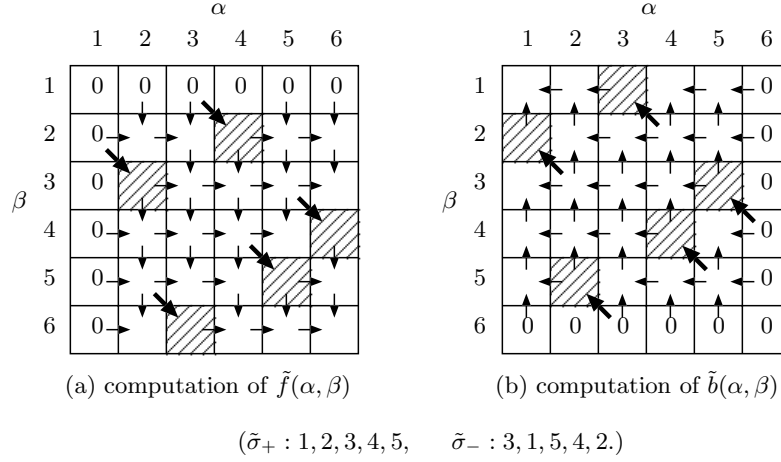 α α
1 2 3 4 5 6 1 2 3 4 5 6
1 0 0 0 0 0 0 1 0
2 0 2 0
β 3 0 β 3 0
4 0 4 0
5 0 5 0
6 0 6 0 0 0 0 0 0
(a) computation of f̃(α, β) (b) computation of b̃(α, β)
(σ̃₊ : 1, 2, 3, 4, 5, σ̃₋ : 3, 1, 5, 4, 2.)